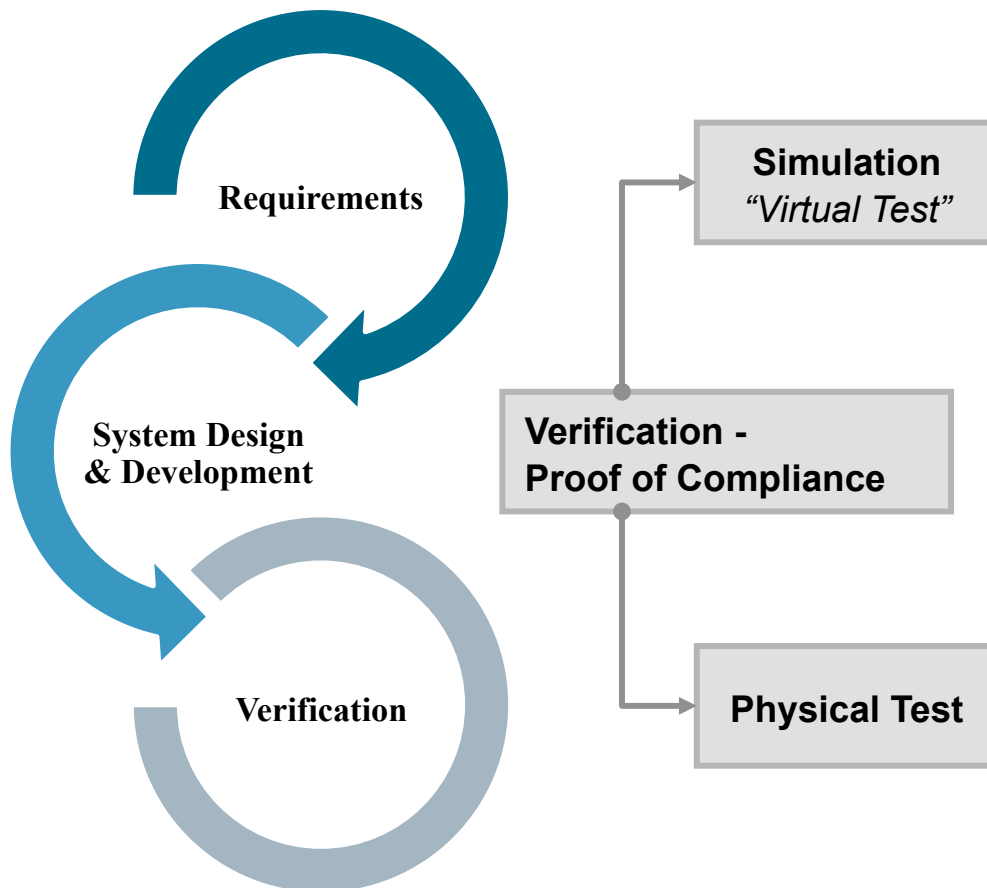 Requirements
System Design
& Development
Verification
Simulation
“Virtual Test”
Verification -
Proof of Compliance
Physical Test